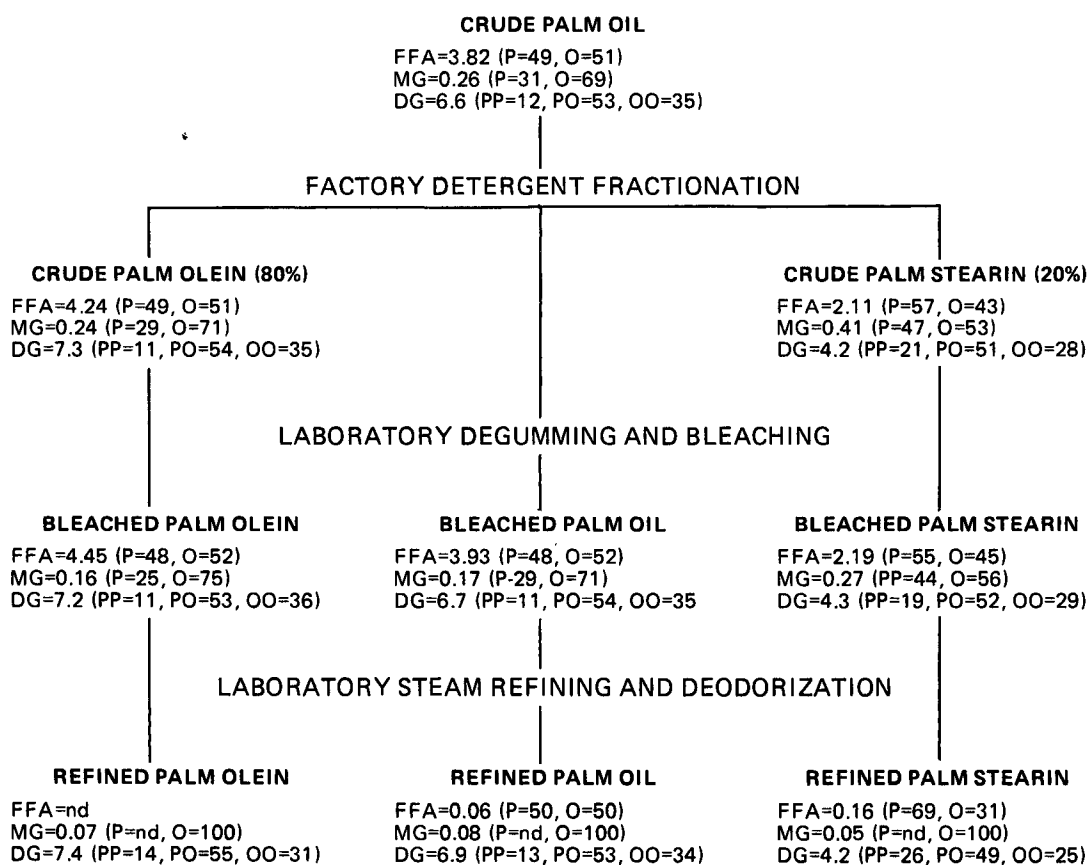 CRUDE PALM OIL
FFA=3.82 (P=49, O=51)
MG=0.26 (P=31, O=69)
DG=6.6 (PP=12, PO=53, OO=35)
FACTORY DETERGENT FRACTIONATION
CRUDE PALM OLEIN (80%)
FFA=4.24 (P=49, O=51)
MG=0.24 (P=29, O=71)
DG=7.3 (PP=11, PO=54, OO=35)
CRUDE PALM STEARIN (20%)
FFA=2.11 (P=57, O=43)
MG=0.41 (P=47, O=53)
DG=4.2 (PP=21, PO=51, OO=28)
LABORATORY DEGUMMING AND BLEACHING
BLEACHED PALM OLEIN
FFA=4.45 (P=48, O=52)
MG=0.16 (P=25, O=75)
DG=7.2 (PP=11, PO=53, OO=36)
BLEACHED PALM OIL
FFA=3.93 (P=48, O=52)
MG=0.17 (P-29, O=71)
DG=6.7 (PP=11, PO=54, OO=35
BLEACHED PALM STEARIN
FFA=2.19 (P=55, O=45)
MG=0.27 (PP=44, O=56)
DG=4.3 (PP=19, PO=52, OO=29)
LABORATORY STEAM REFINING AND DEODORIZATION
REFINED PALM OLEIN
FFA=nd
MG=0.07 (P=nd, O=100)
DG=7.4 (PP=14, PO=55, OO=31)
REFINED PALM OIL
FFA=0.06 (P=50, O=50)
MG=0.08 (P=nd, O=100)
DG=6.9 (PP=13, PO=53, OO=34)
REFINED PALM STEARIN
FFA=0.16 (P=69, O=31)
MG=0.05 (P=nd, O=100)
DG=4.2 (PP=26, PO=49, OO=25)